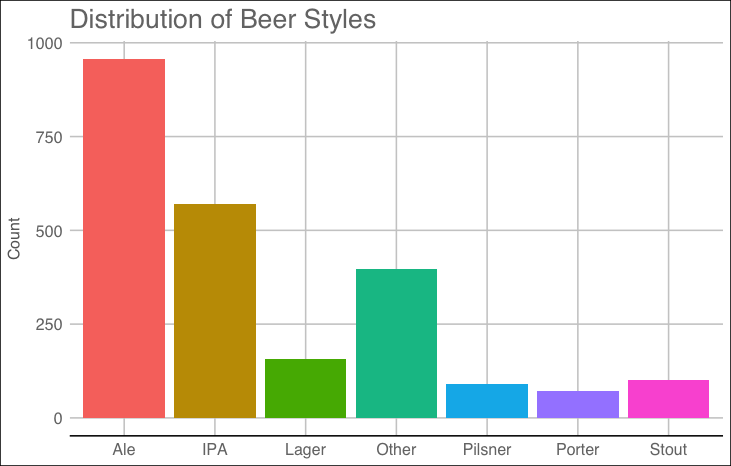 Distribution of Beer Styles
1000
750
500
250
0
Count
Ale IPA Lager Other Pilsner Porter Stout